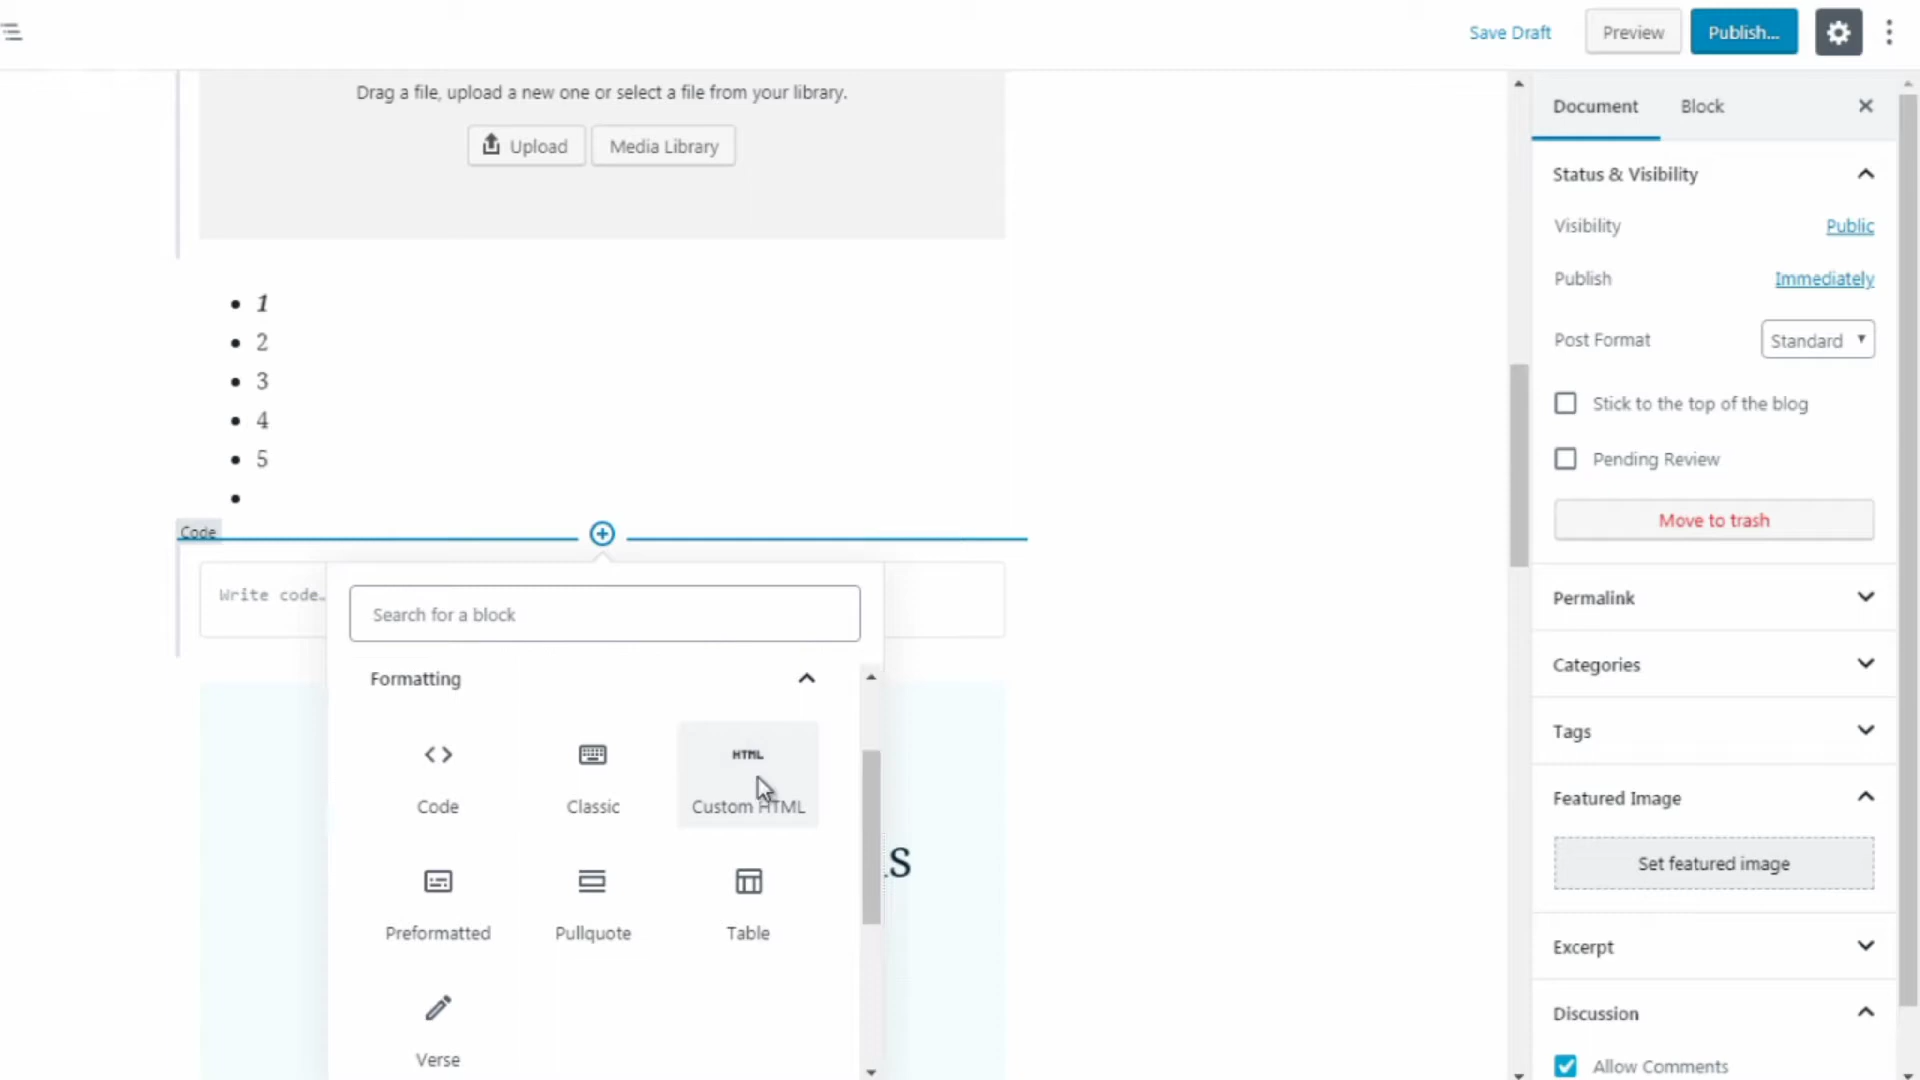 Save Draft
Preview
Publish...
Drag a file, upload a new one or select a file from your library.
Upload
Media Library
1
2
3
4
5
Code
Write code…
Search for a block
Formatting
Code
Classic
HTML
Custom HTML
Preformatted
Pullquote
Table
Verse
s
Document
Block
Status & Visibility
Visibility
Public
Publish
Immediately
Post Format
Standard
Stick to the top of the blog
Pending Review
Move to trash
Permalink
Categories
Tags
Featured Image
Set featured image
Excerpt
Discussion
Allow Comments